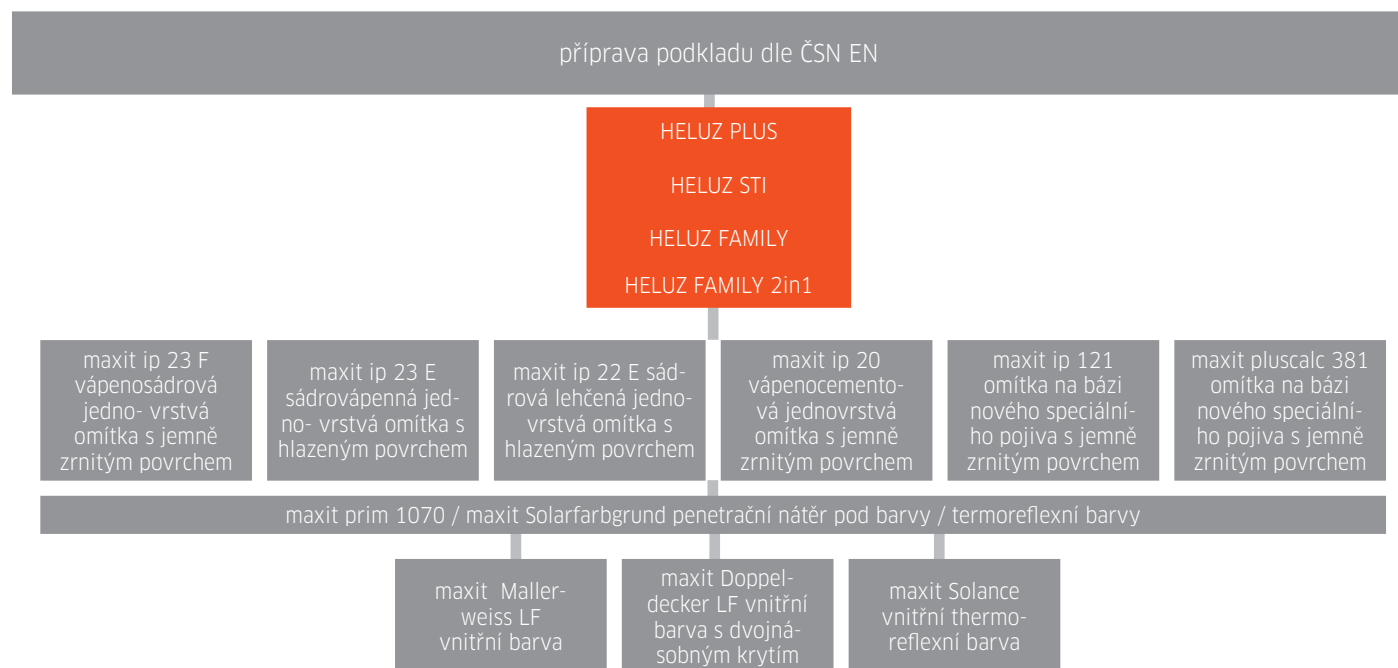 příprava podkladu dle ČSN EN
HELUZ PLUS
HELUZ STI
HELUZ FAMILY
HELUZ FAMILY 2in1
maxit ip 23 F
vápenosádrová
jedno- vrstvá
omítka s jemně
zrnitým povrchem
maxit ip 23 E
sádrovápenná jed-
no- vrstvá omítka s
hlazeným povrchem
maxit ip 22 E sád-
rová lehčená jedno-
vrstvá omítka s
hlazeným povrchem
maxit ip 20
vápenocemento-
vá jednovrstvá
omítka s jemně
zrnitým povrchem
maxit ip 121
omítka na bázi
nového speciální-
ho pojiva s jemně
zrnitým povrchem
maxit pluscalc 381
omítka na bázi
nového speciální-
ho pojiva s jemně
zrnitým povrchem
maxit prim 1070 / maxit Solarfarbgrund penetrační nátěr pod barvy / termoreflexní barvy
maxit Maller-
weiss LF
vnitřní barva
maxit Doppel-
decker LF vnitřní
barva s dvojná-
sobným krytím
maxit Solance
vnitřní thermo-
reflexní barva